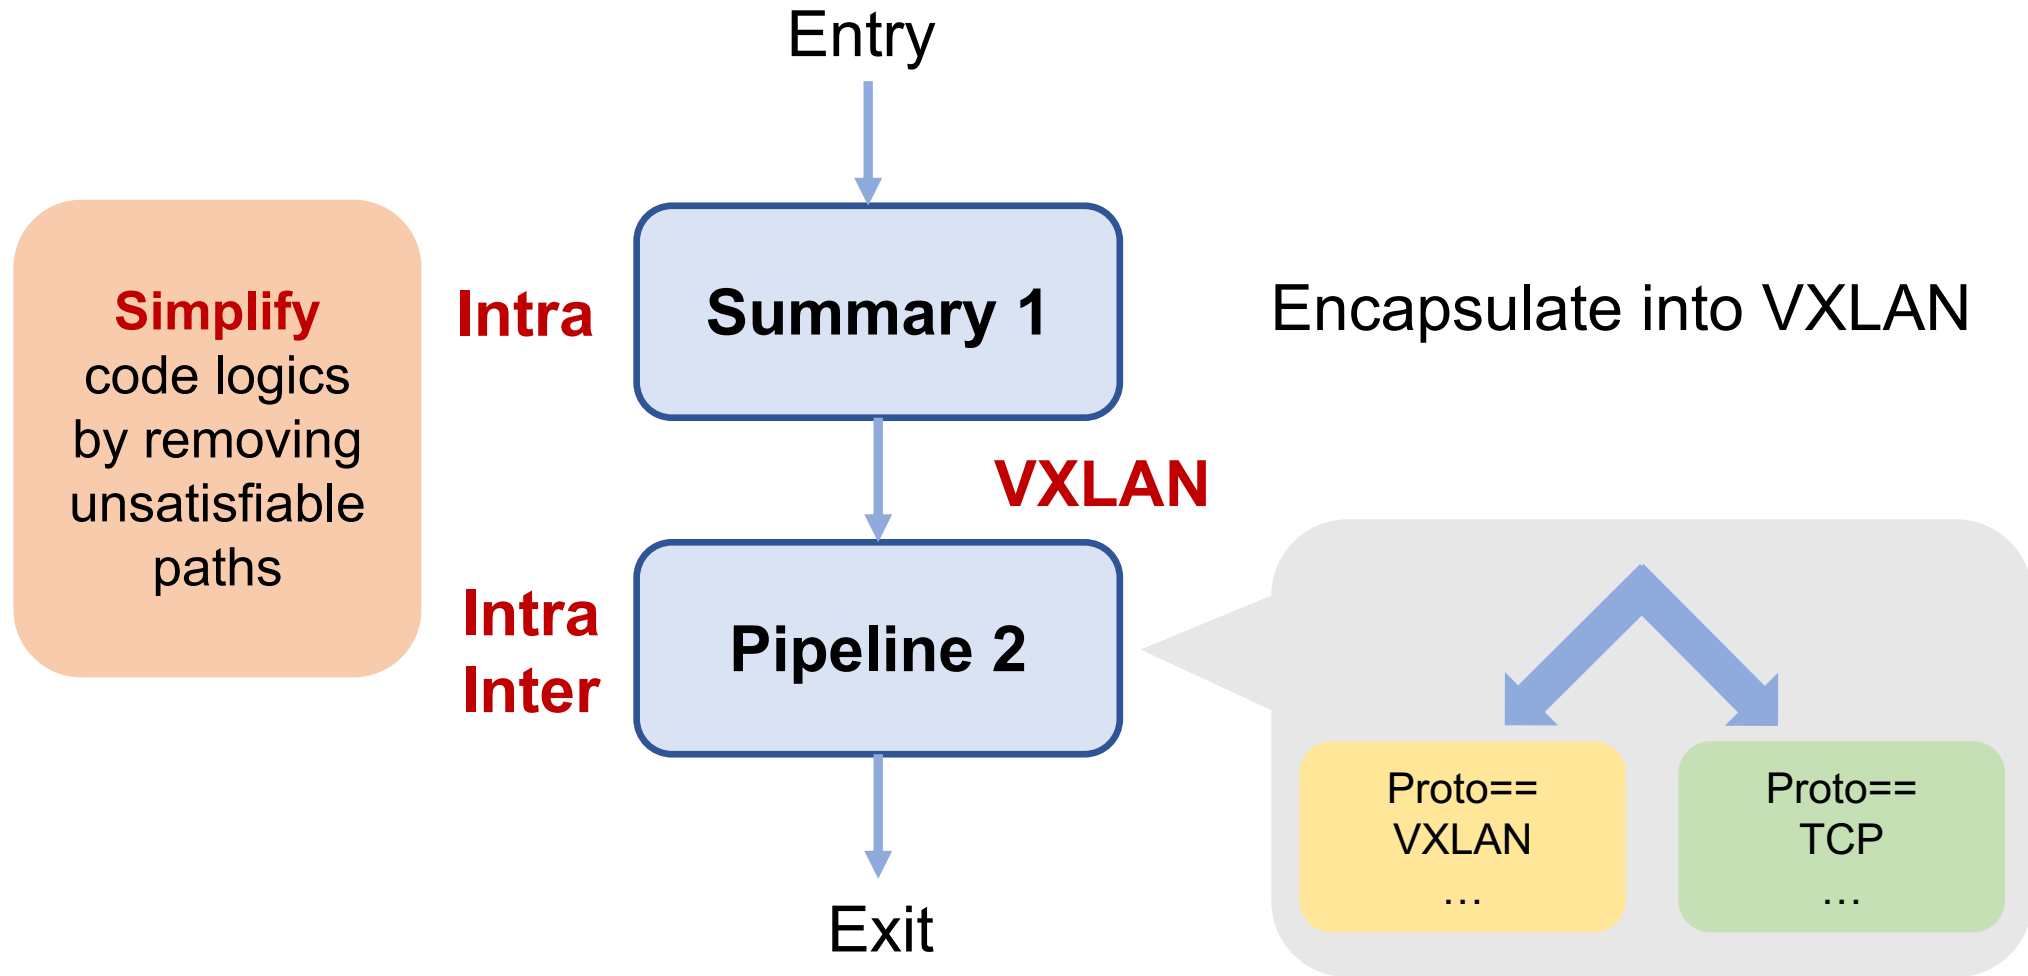 Entry
Simplify
code logics
by removing
unsatisfiable
paths
Intra
Summary 1
Encapsulate into VXLAN
VXLAN
Intra
Inter
Pipeline 2
Proto==
VXLAN
…
Proto==
TCP
…
Exit